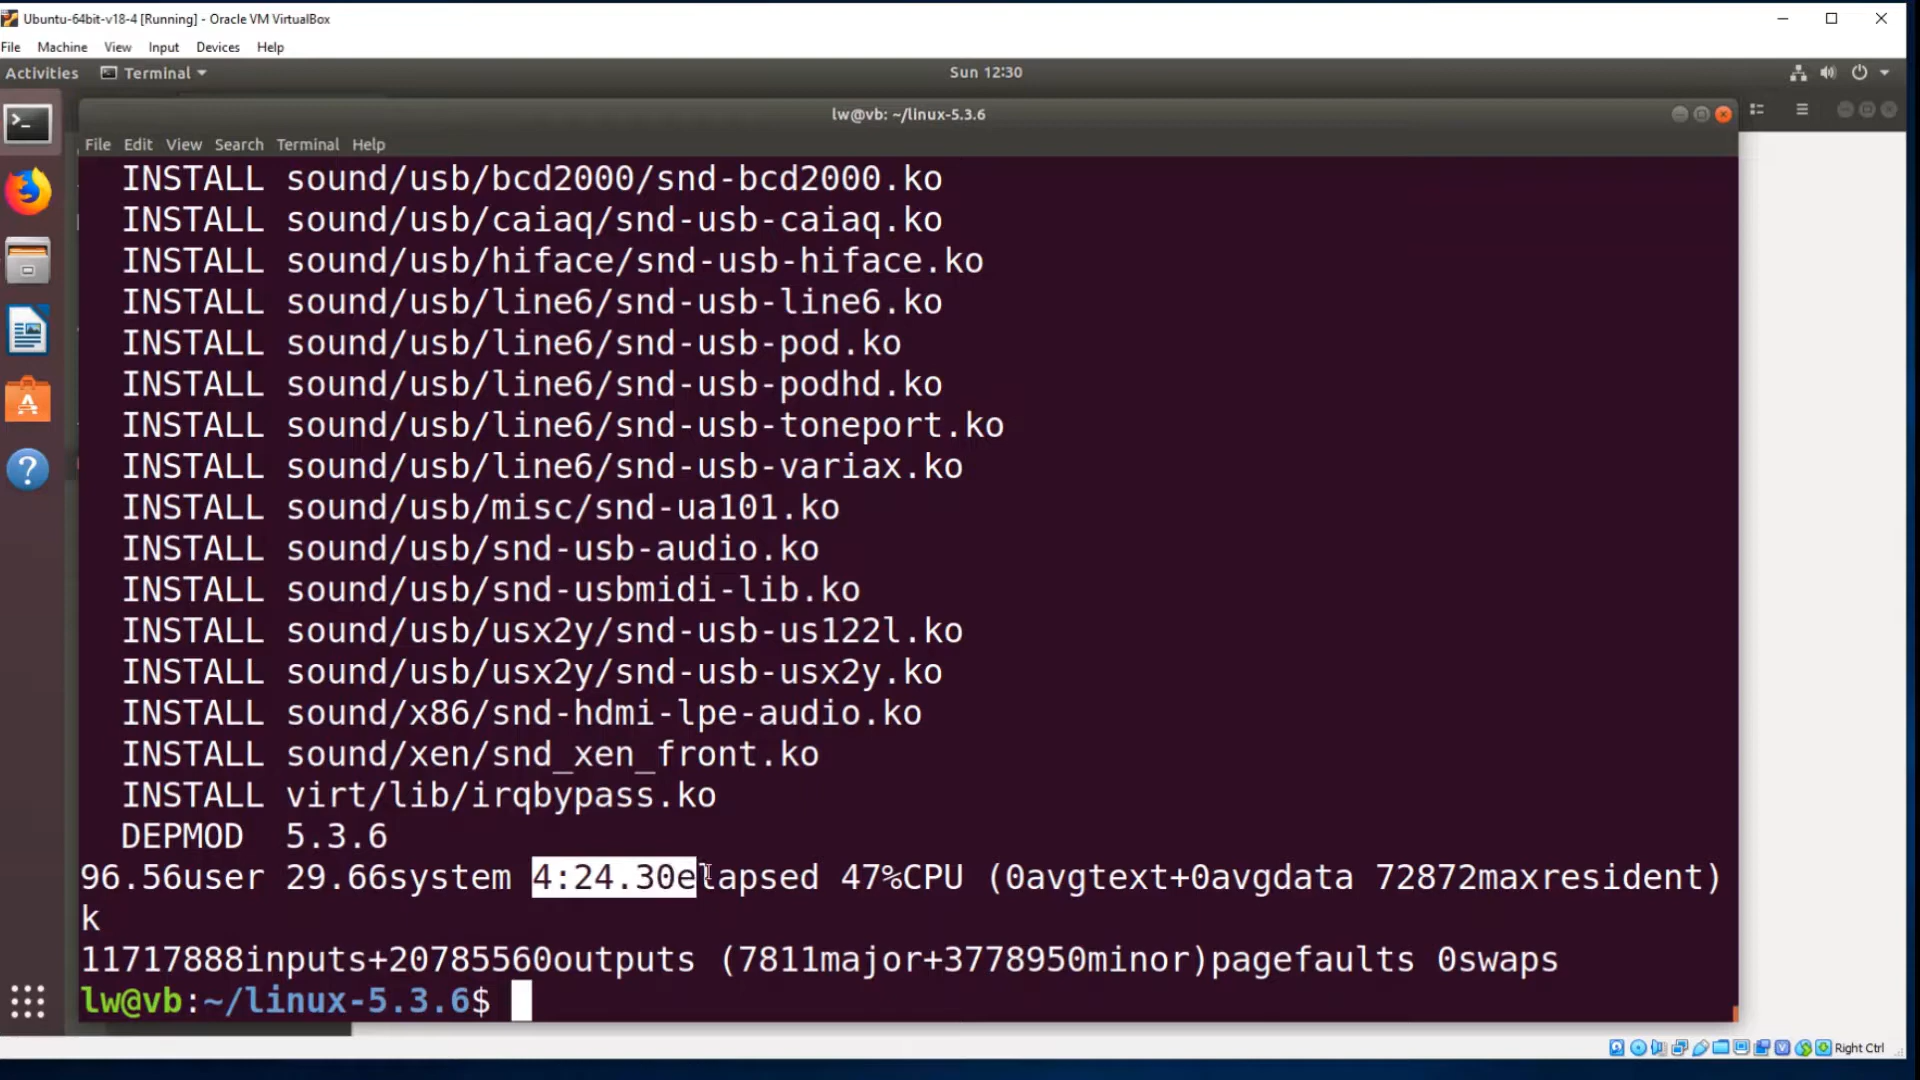 Ubuntu-64bit-v18-4 [Running] - Oracle VM VirtualBox
File Machine View Input Devices Help
Activities Terminal Sun 12:30
lw@vb: ~/linux-5.3.6
File Edit View Search Terminal Help
INSTALL sound/usb/bcd2000/snd-bcd2000.ko
INSTALL sound/usb/caiaq/snd-usb-caiaq.ko
INSTALL sound/usb/hiface/snd-usb-hiface.ko
INSTALL sound/usb/line6/snd-usb-line6.ko
INSTALL sound/usb/line6/snd-usb-pod.ko
INSTALL sound/usb/line6/snd-usb-podhd.ko
INSTALL sound/usb/line6/snd-usb-toneport.ko
INSTALL sound/usb/line6/snd-usb-variax.ko
INSTALL sound/usb/misc/snd-ua101.ko
INSTALL sound/usb/snd-usb-audio.ko
INSTALL sound/usb/snd-usbmidi-lib.ko
INSTALL sound/usb/usx2y/snd-usb-us122l.ko
INSTALL sound/usb/usx2y/snd-usb-usx2y.ko
INSTALL sound/x86/snd-hdmi-lpe-audio.ko
INSTALL sound/xen/snd_xen_front.ko
INSTALL virt/lib/irqbypass.ko
DEPMOD 5.3.6
96.56user 29.66system 4:24.30elapsed 47%CPU (0avgtext+0avgdata 72872maxresident)
k
11717888inputs+20785560outputs (7811major+3778950minor)pagefaults 0swaps
lw@vb:~/linux-5.3.6$
Right Ctrl